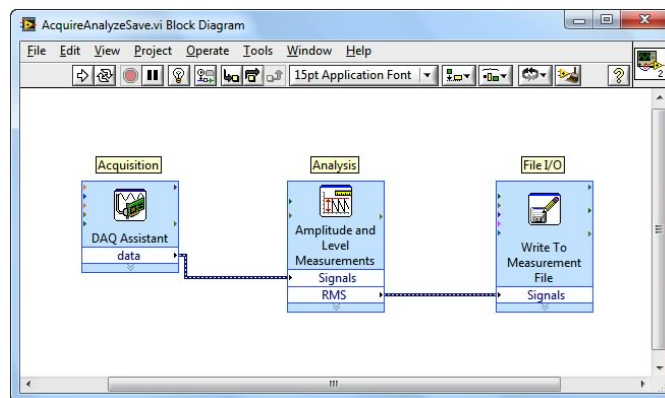 AcquireAnalyzeSave.vi Block Diagram
File Edit View Project Operate Tools Window Help
15pt Application Font
2
Acquisition
DAQ Assistant
data
Analysis
Amplitude and
Level
Measurements
Signals
RMS
File I/O
Write To
Measurement
File
Signals